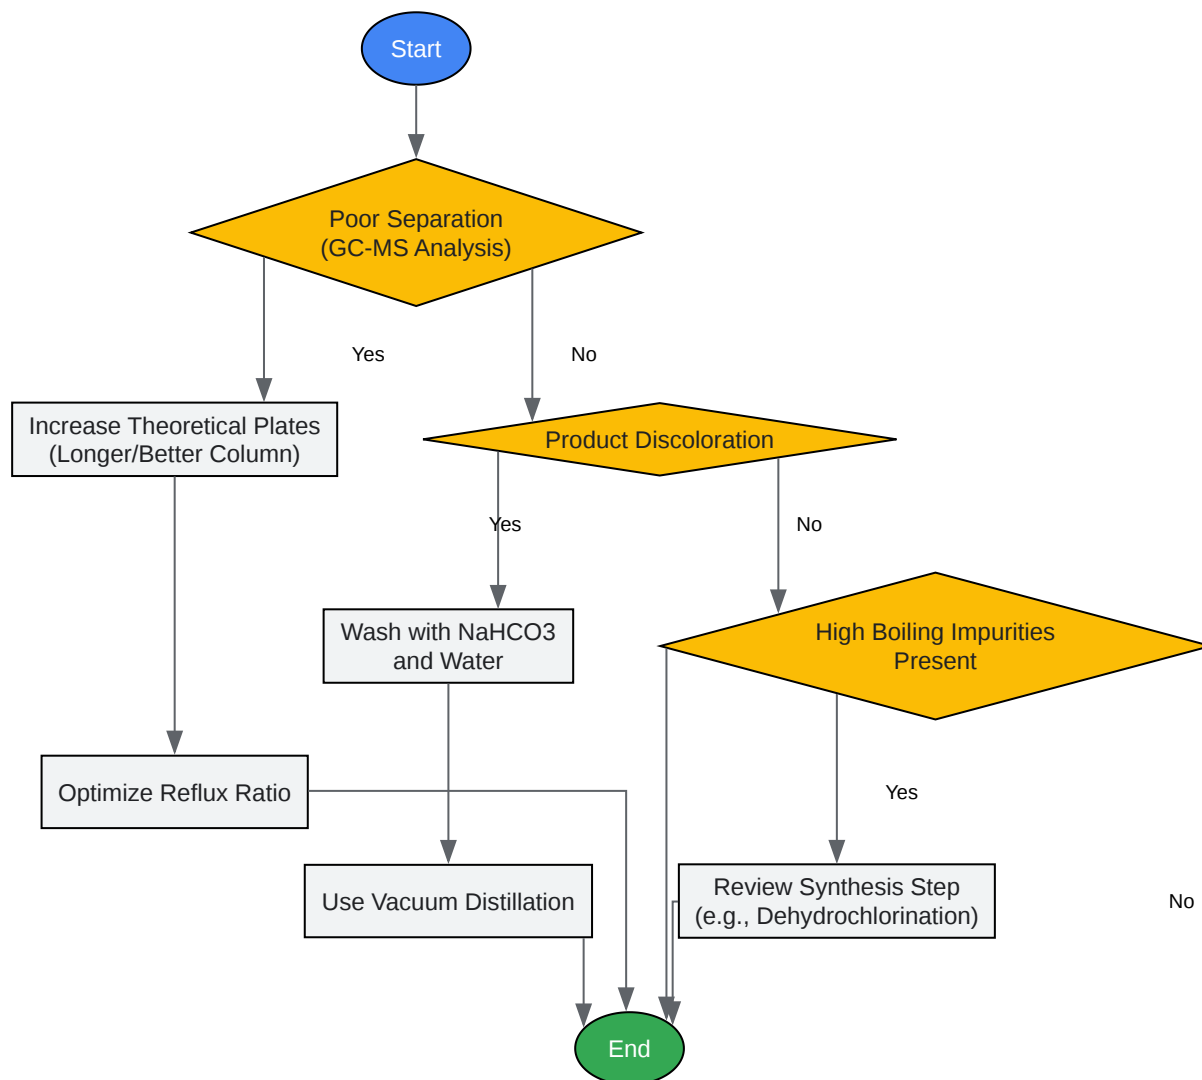 Start
Poor Separation
(GC-MS Analysis)
Yes
No
Increase Theoretical Plates
(Longer/Better Column)
Product Discoloration
Yes
No
Wash with NaHCO3
and Water
High Boiling Impurities
Present
Optimize Reflux Ratio
Yes
Use Vacuum Distillation
Review Synthesis Step
(e.g., Dehydrochlorination)
No
End